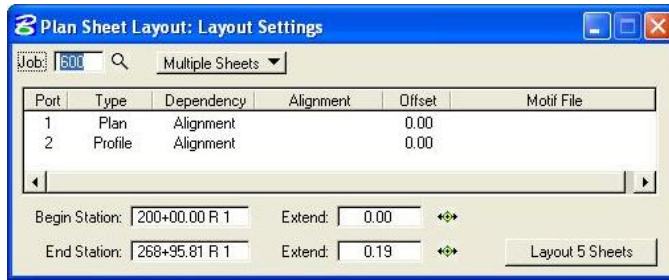 Plan Sheet Layout: Layout Settings
Job: 600 Multiple Sheets
Port Type Dependency Alignment Offset Motif File
1 Plan Alignment 0.00
2 Profile Alignment 0.00
Begin Station: 200+00.00 R 1 Extend: 0.00
End Station: 268+95.81 R 1 Extend: 0.19 Layout 5 Sheets